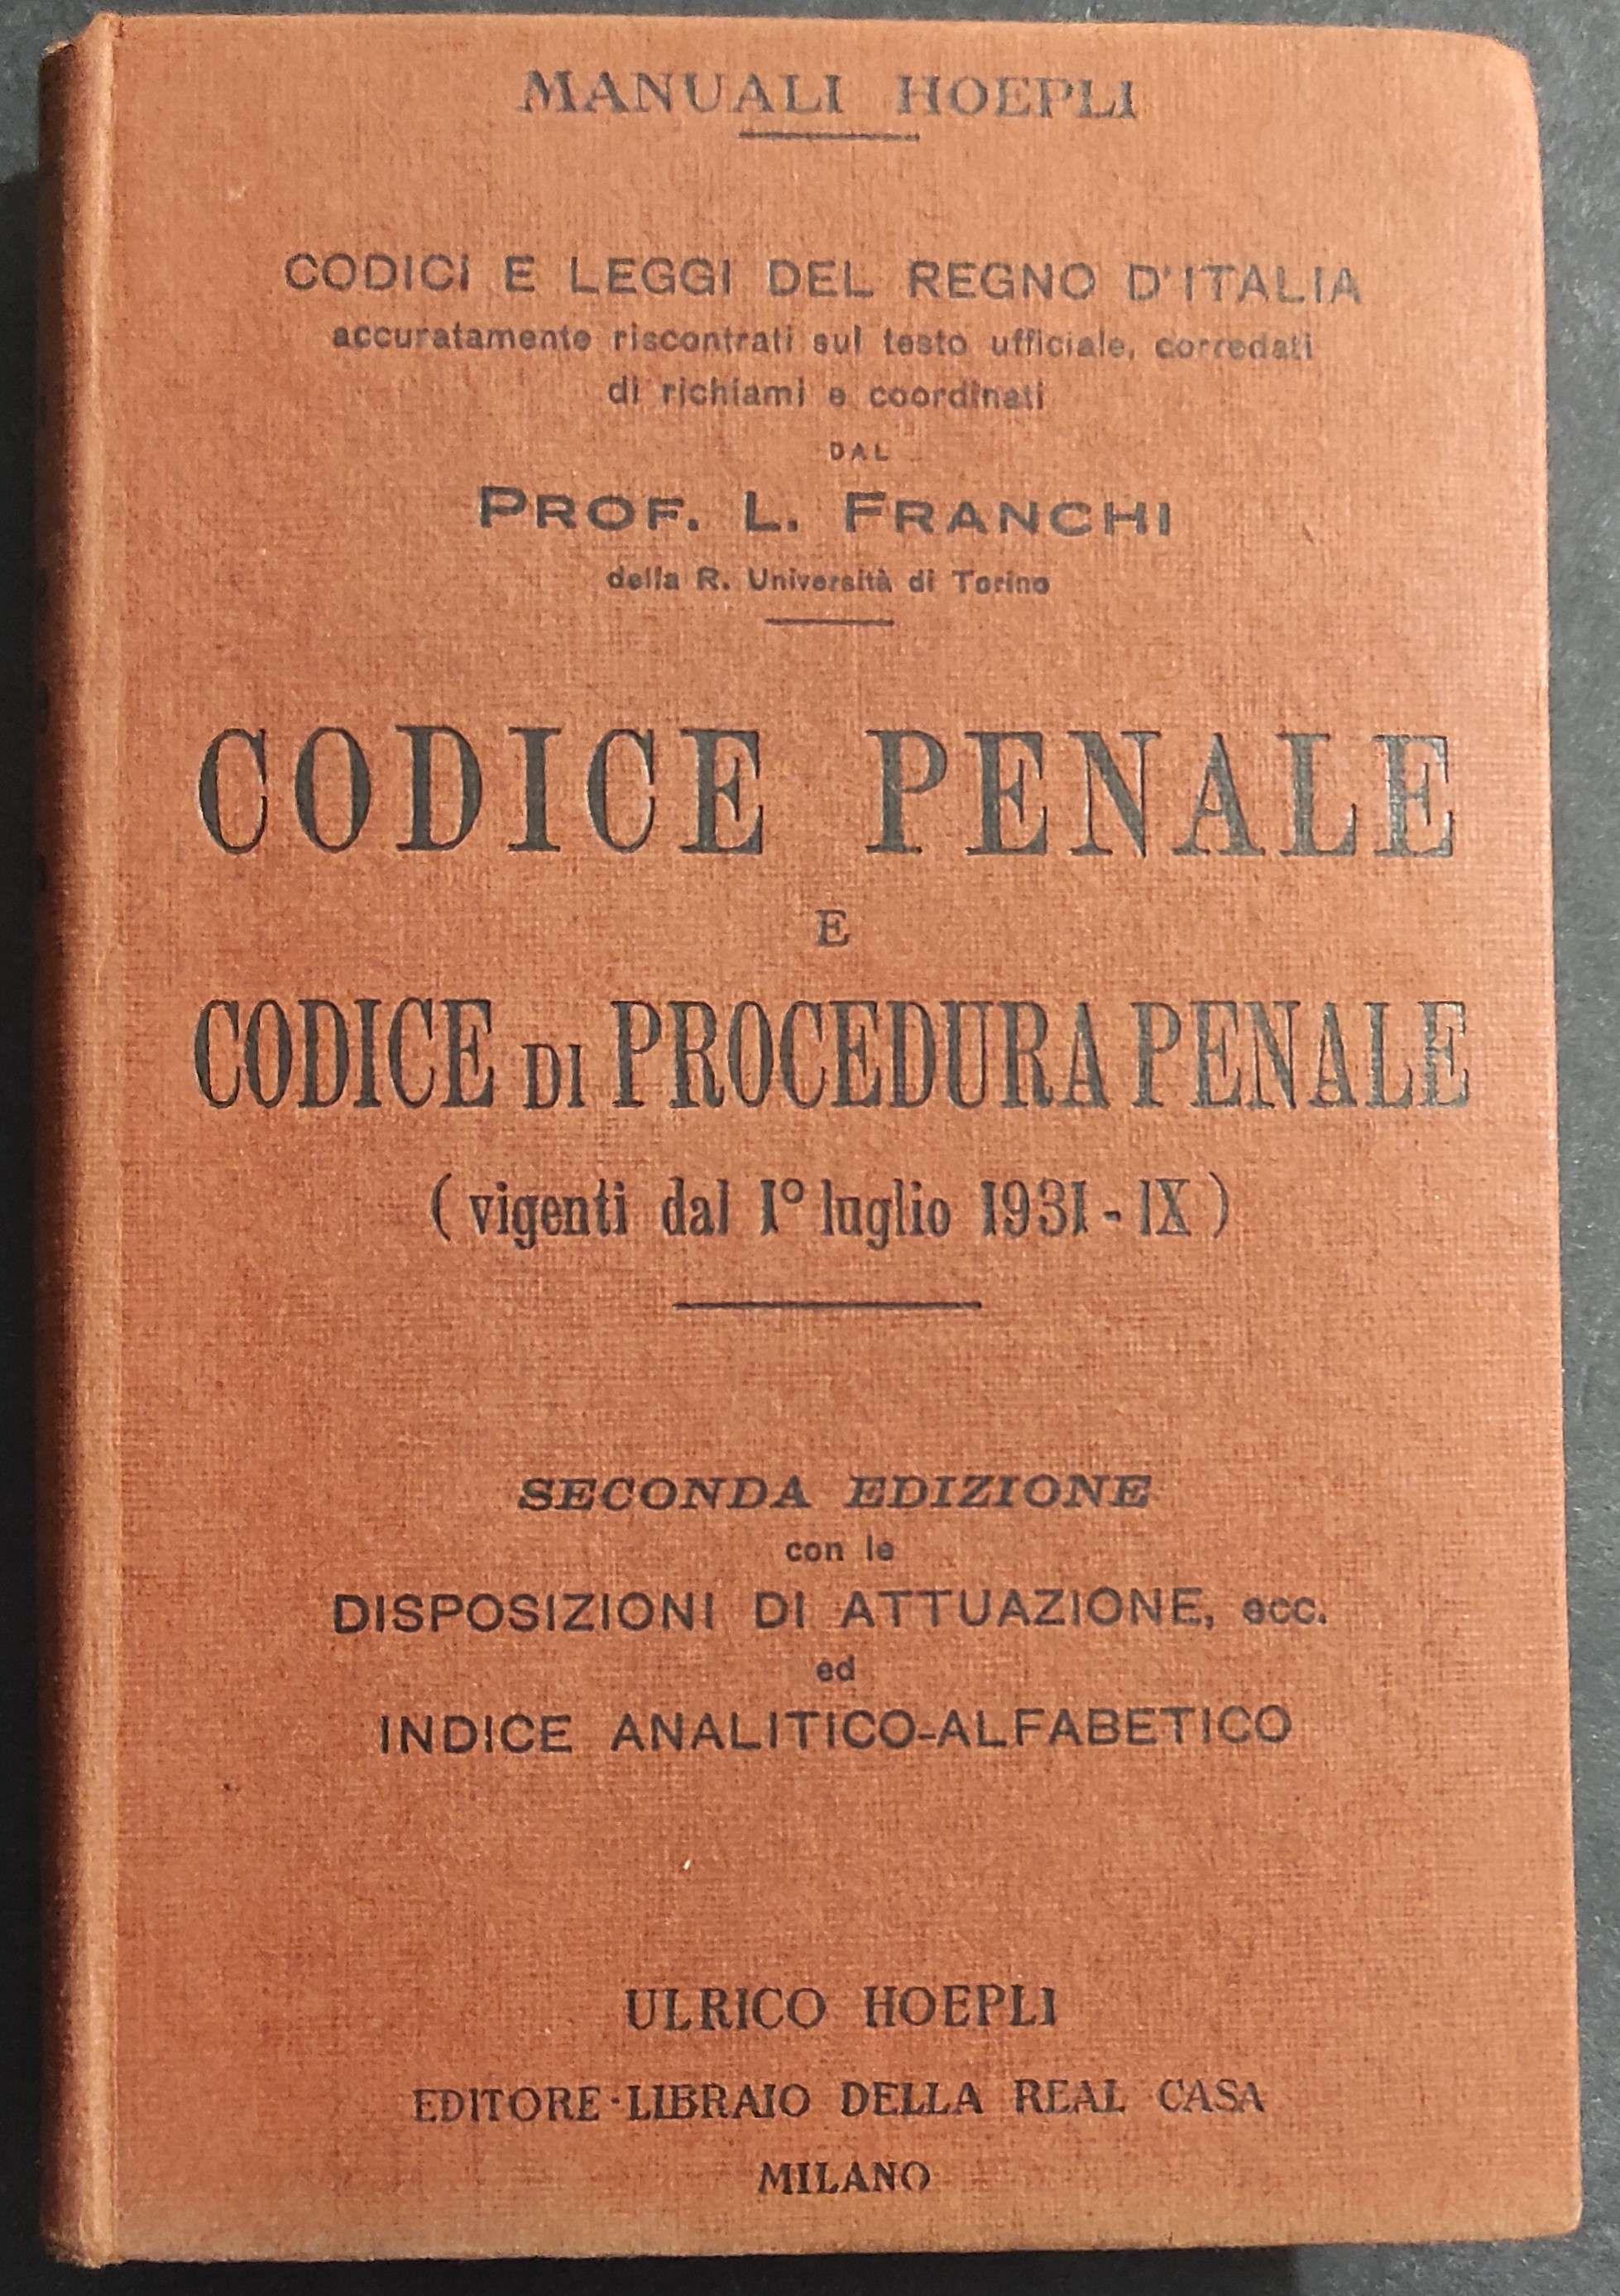 MANUALI HOEPLI
CODICI E LEGGI DEL REGNO D'ITALIA
accuratamente riscontrati sul testo ufficiale, corredati
di richiami e coordinati
DAL
PROF. L. FRANCHI
della R. Università di Torino
CODICE PENALE
E
CODICE DI PROCEDURA PENALE
(vigenti dal 1º luglio 1931-IX)
SECONDA EDIZIONE
con le
DISPOSIZIONI DI ATTUAZIONE, ecc.
ed
INDICE ANALITICO-ALFABETICO
ULRICO HOEPLI
EDITORE-LIBRAIO DELLA REAL CASA
MILANO